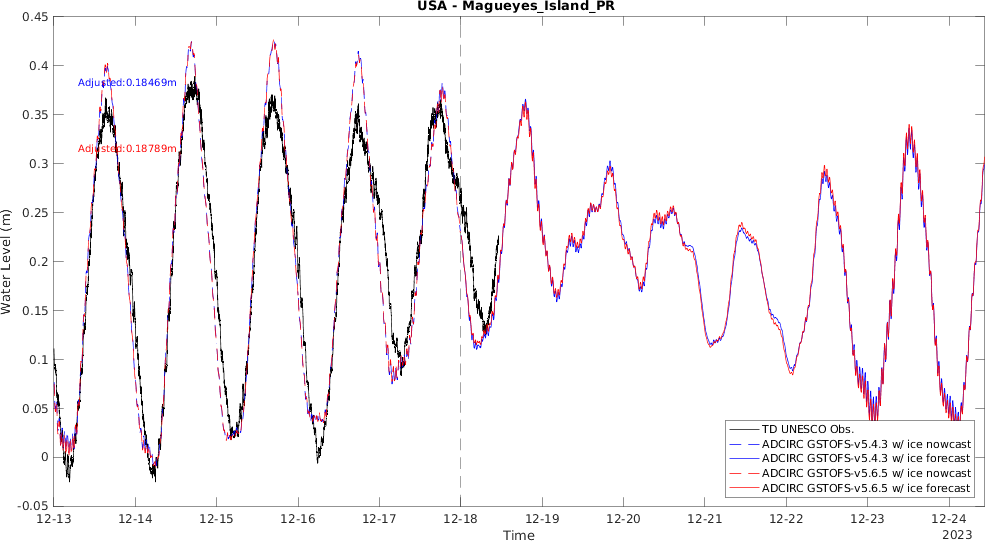 USA - Magueyes_Island_PR
Water Level (m)
0.45
0.4
0.35
0.3
0.25
0.2
0.15
0.1
0.05
0
-0.05
Adjusted:0.18469m
Adjusted:0.18789m
TD UNESCO Obs.
ADCIRC GSTOFS-v5.4.3 w/ ice nowcast
ADCIRC GSTOFS-v5.4.3 w/ ice forecast
ADCIRC GSTOFS-v5.6.5 w/ ice nowcast
ADCIRC GSTOFS-v5.6.5 w/ ice forecast
12-13 12-14 12-15 12-16 12-17 12-18 12-19 12-20 12-21 12-22 12-23 12-24
Time
2023